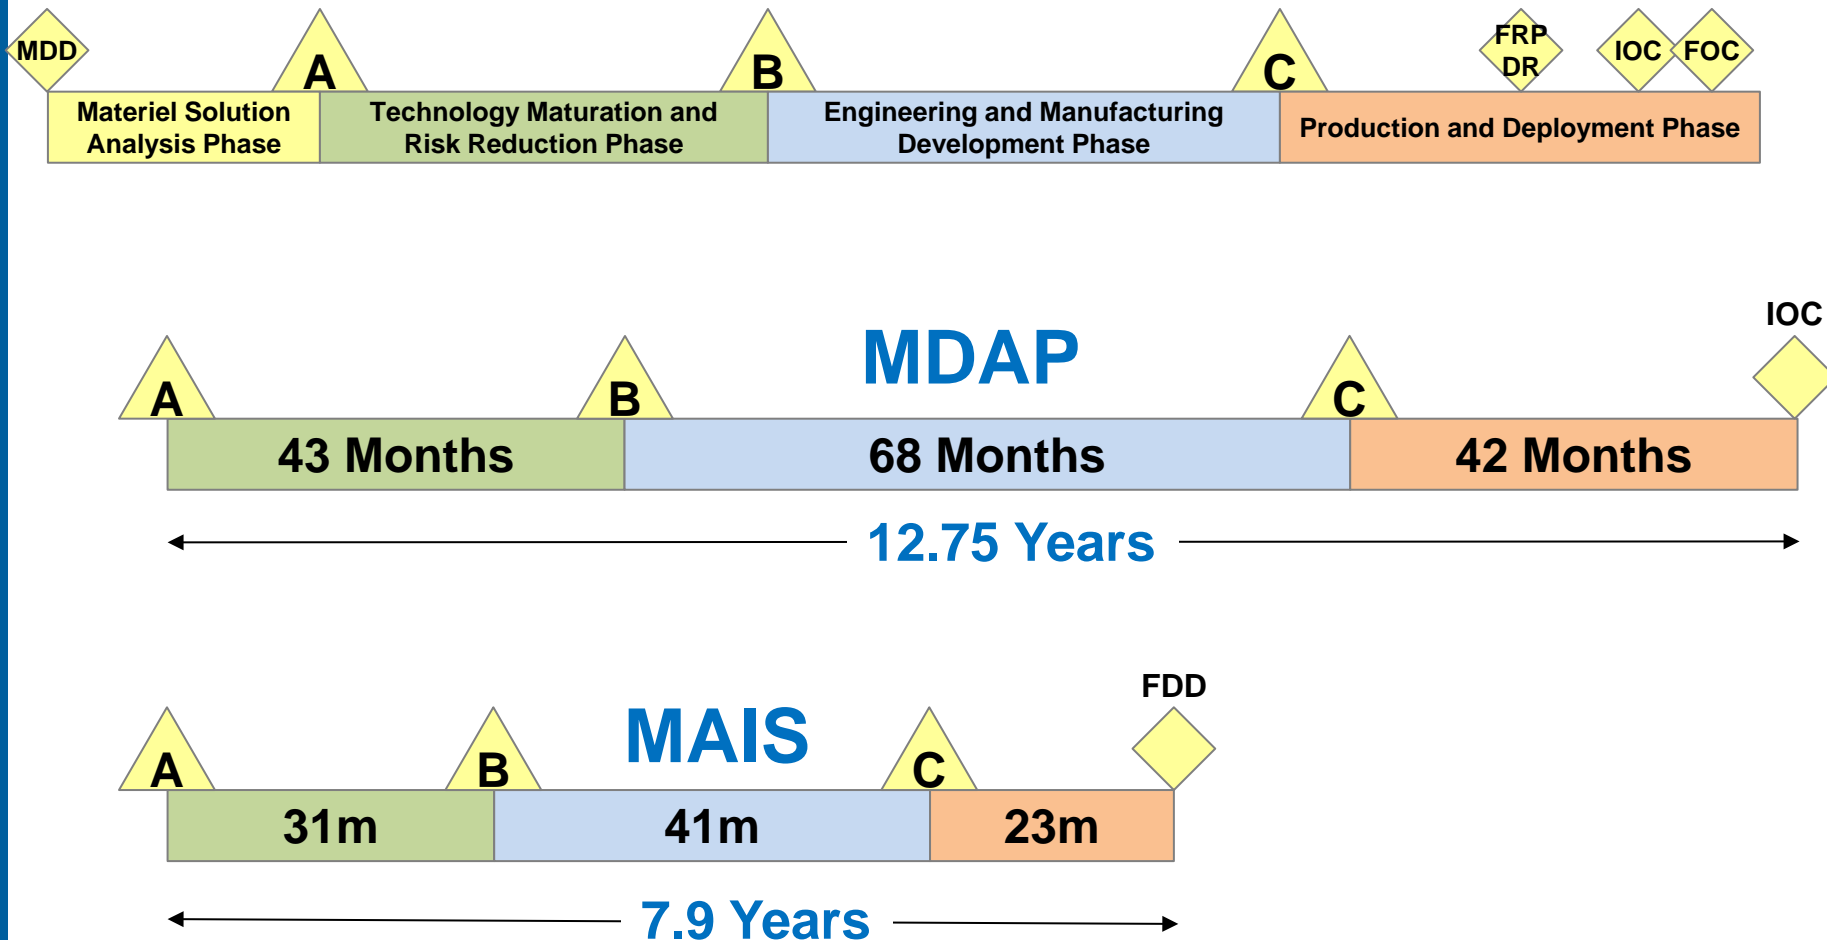 MDD
A
B
C
FRP
DR
IOC
FOC
Materiel Solution
Analysis Phase
Technology Maturation and
Risk Reduction Phase
Engineering and Manufacturing
Development Phase
Production and Deployment Phase
MDAP
IOC
A
B
C
43 Months
68 Months
42 Months
12.75 Years
MAIS
FDD
A
B
C
31m
41m
23m
7.9 Years